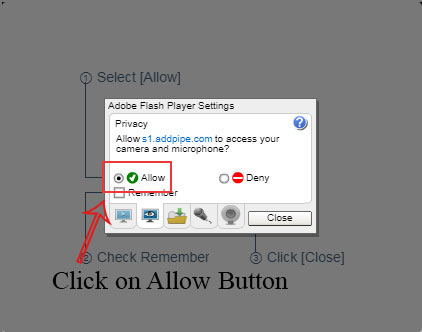 ① Select [Allow]
Adobe Flash Player Settings
Privacy
?
Allow s1.addpipe.com to access your
camera and microphone?
Allow
Deny
Remember
Close
② Check Remember
③ Click [Close]
Click on Allow Button